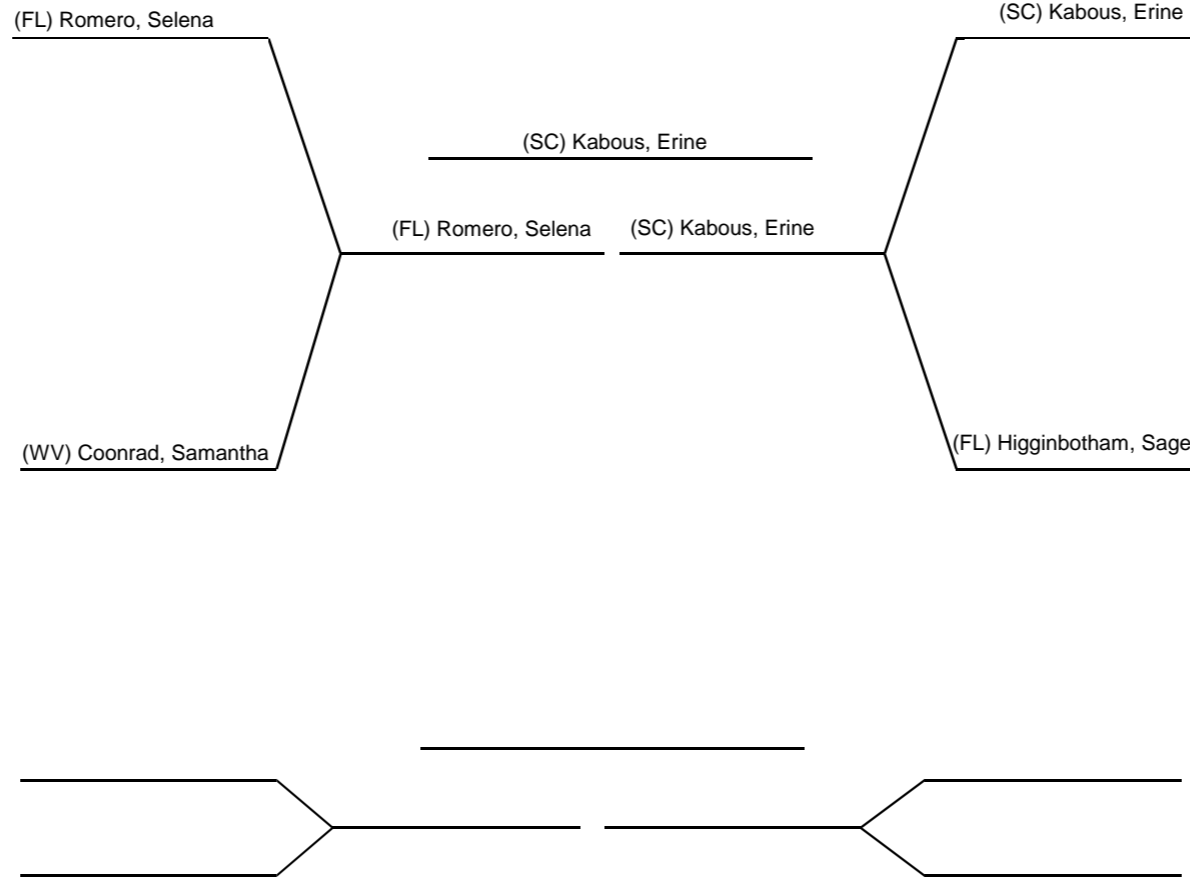 (FL) Romero, Selena
(SC) Kabous, Erine
(SC) Kabous, Erine
(FL) Romero, Selena
(SC) Kabous, Erine
(WV) Coonrad, Samantha
(FL) Higginbotham, Sage